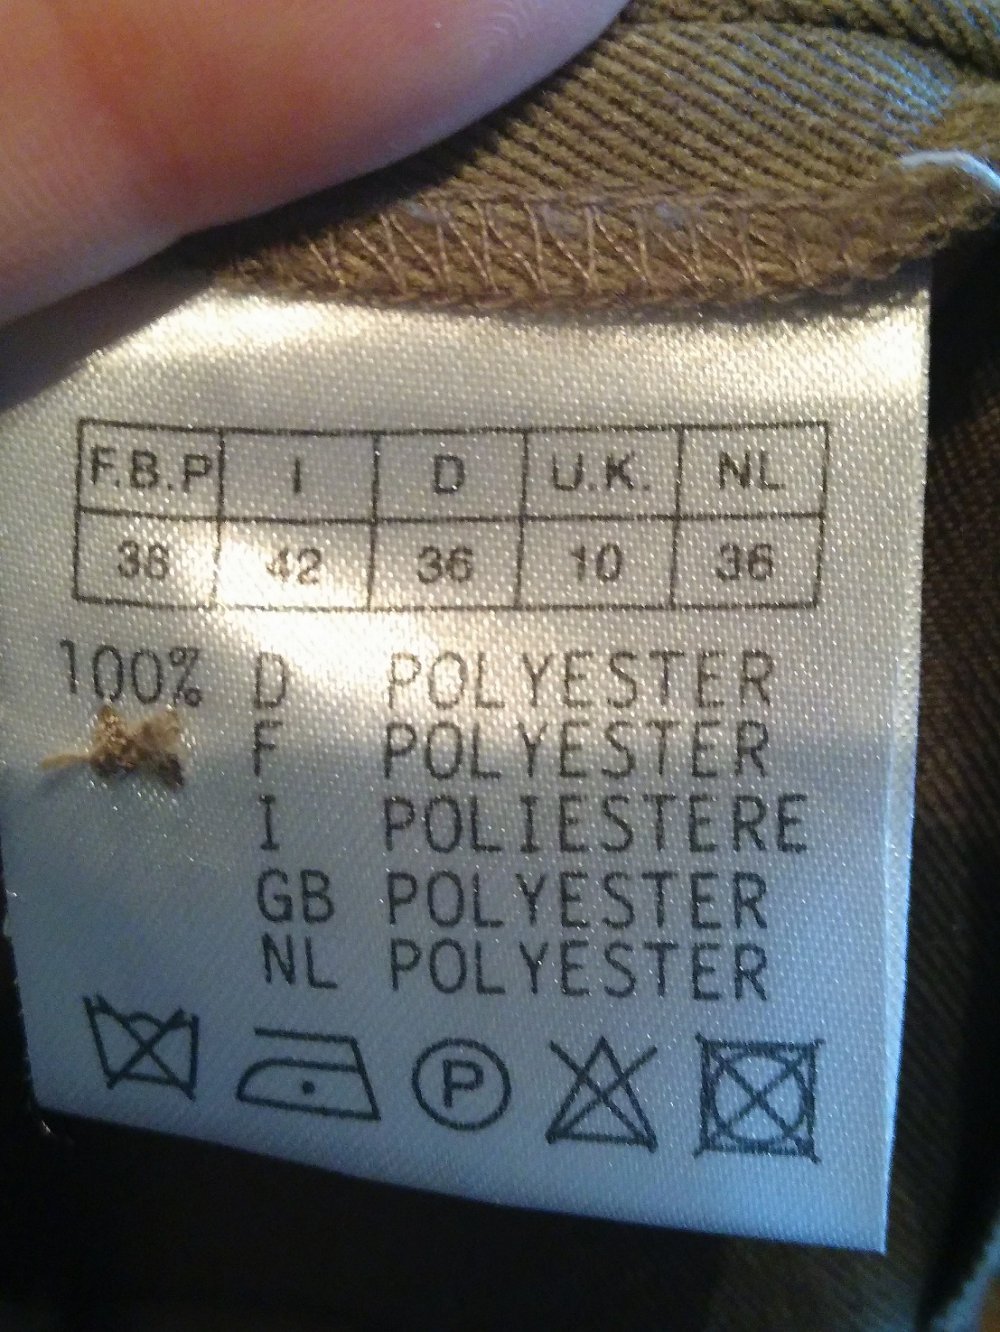 F.B.P I D U.K. NL
38 42 36 10 36
100% D POLYESTER
F POLYESTER
I POLIESTERE
GB POLYESTER
NL POLYESTER
P